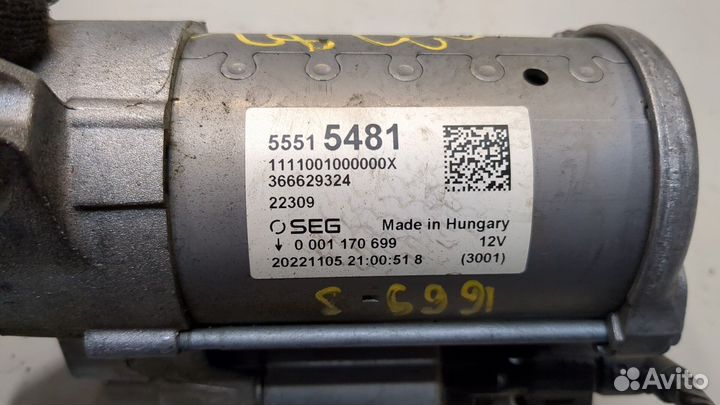 5551 5481
1111001000000X
366629324
22309
SEG Made in Hungary
0 001 170 699 12V
20221105 21:00:51 8 (3001)
1669-3
Avito